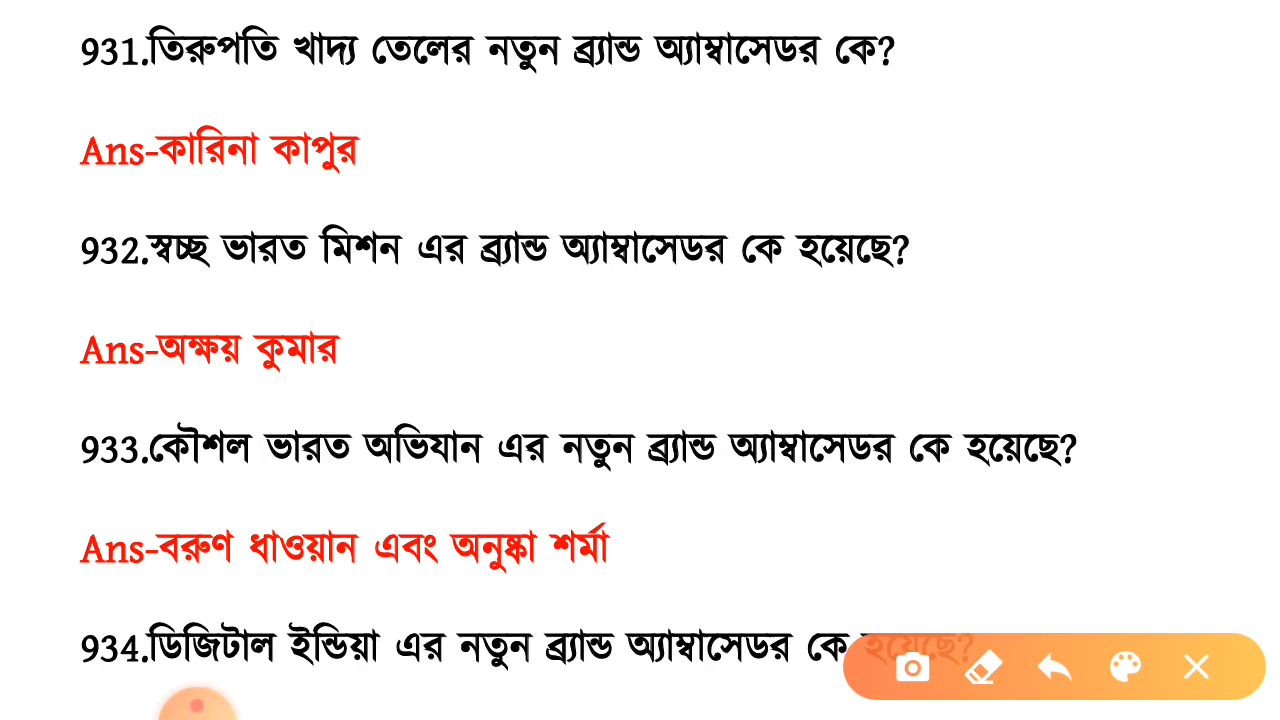 931.তিরুপতি খাদ্য তেলের নতুন ব্র্যান্ড অ্যাম্বাসেডর কে?
Ans-কারিনা কাপুর
932.স্বচ্ছ ভারত মিশন এর ব্র্যান্ড অ্যাম্বাসেডর কে হয়েছে?
Ans-অক্ষয় কুমার
933.কৌশল ভারত অভিযান এর নতুন ব্র্যান্ড অ্যাম্বাসেডর কে হয়েছে?
Ans-বরুণ ধাওয়ান এবং অনুষ্কা শর্মা
934.ডিজিটাল ইন্ডিয়া এর নতুন ব্র্যান্ড অ্যাম্বাসেডর কে হয়েছে?